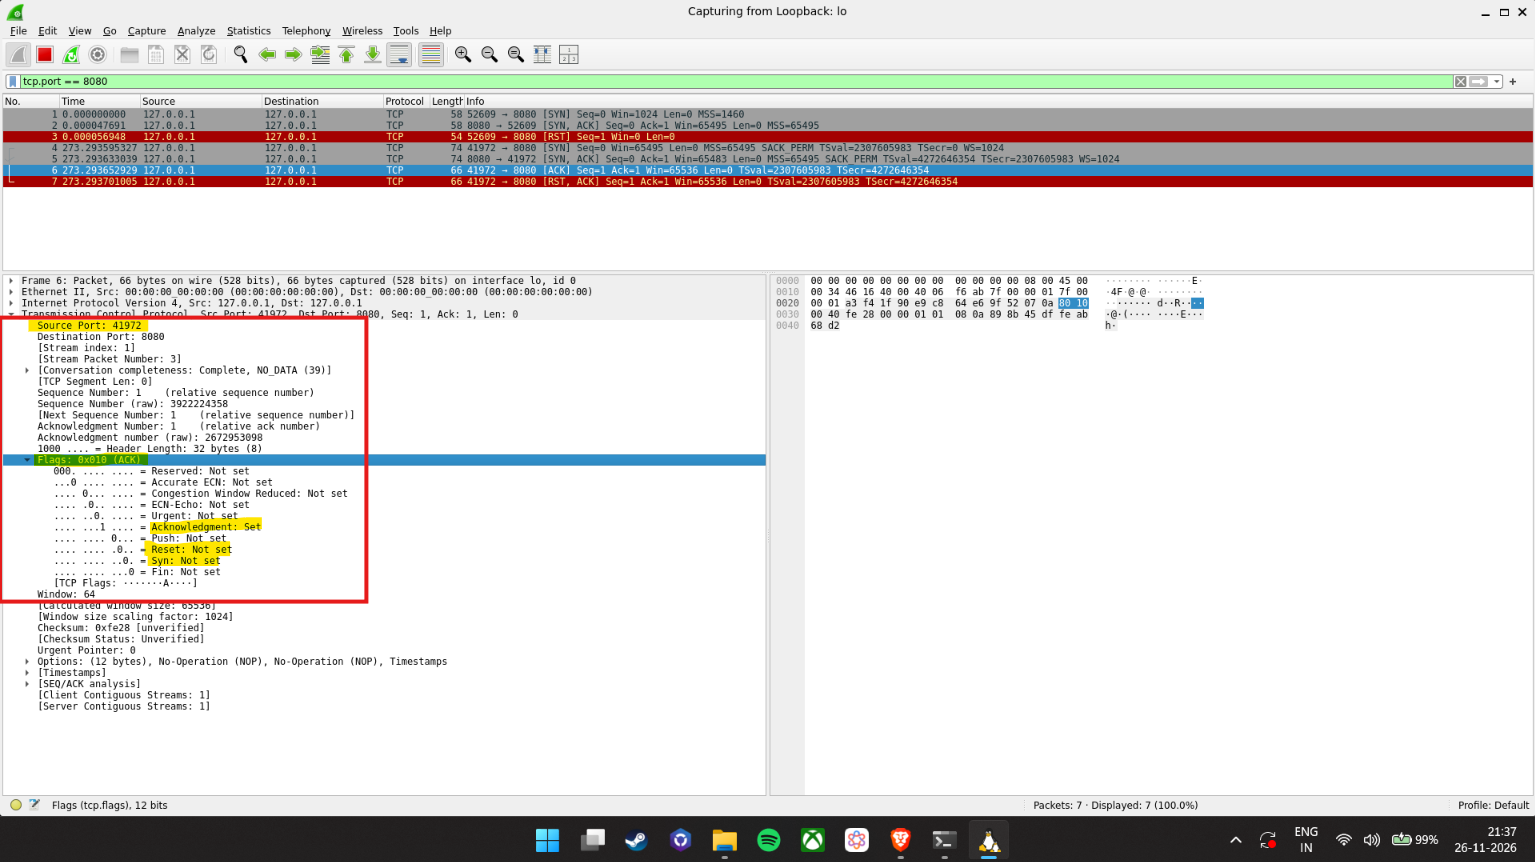 Capturing from Loopback: lo
File Edit View Go Capture Analyze Statistics Telephony Wireless Tools Help
tcp.port == 8080
No. Time Source Destination Protocol Length Info
1 0.000000000 127.0.0.1 127.0.0.1 TCP 58 52609 → 8080 [SYN] Seq=0 Win=1024 Len=0 MSS=1460
2 0.000047691 127.0.0.1 127.0.0.1 TCP 58 8080 → 52609 [SYN, ACK] Seq=0 Ack=1 Win=65495 Len=0 MSS=65495
3 0.000056948 127.0.0.1 127.0.0.1 TCP 54 52609 → 8080 [RST] Seq=1 Win=0 Len=0
4 273.293595327 127.0.0.1 127.0.0.1 TCP 74 41972 → 8080 [SYN] Seq=0 Win=65495 Len=0 MSS=65495 SACK_PERM TSval=2307605983 TSecr=0 WS=1024
5 273.293633039 127.0.0.1 127.0.0.1 TCP 74 8080 → 41972 [SYN, ACK] Seq=0 Ack=1 Win=65483 Len=0 MSS=65495 SACK_PERM TSval=4272646354 TSecr=2307605983 WS=1024
6 273.293652929 127.0.0.1 127.0.0.1 TCP 66 41972 → 8080 [ACK] Seq=1 Ack=1 Win=65536 Len=0 TSval=2307605983 TSecr=4272646354
7 273.293701005 127.0.0.1 127.0.0.1 TCP 66 41972 → 8080 [RST, ACK] Seq=1 Ack=1 Win=65536 Len=0 TSval=2307605983 TSecr=4272646354
Frame 6: Packet, 66 bytes on wire (528 bits), 66 bytes captured (528 bits) on interface lo, id 0
Ethernet II, Src: 00:00:00_00:00:00 (00:00:00:00:00:00), Dst: 00:00:00_00:00:00 (00:00:00:00:00:00)
Internet Protocol Version 4, Src: 127.0.0.1, Dst: 127.0.0.1
Transmission Control Protocol, Src Port: 41972, Dst Port: 8080, Seq: 1, Ack: 1, Len: 0
Source Port: 41972
Destination Port: 8080
[Stream index: 1]
[Stream Packet Number: 3]
[Conversation completeness: Complete, NO_DATA (39)]
[TCP Segment Len: 0]
Sequence Number: 1 (relative sequence number)
Sequence Number (raw): 3922224358
[Next Sequence Number: 1 (relative sequence number)]
Acknowledgment Number: 1 (relative ack number)
Acknowledgment number (raw): 2672953098
1000 .... = Header Length: 32 bytes (8)
Flags: 0x010 (ACK)
000. .... .... = Reserved: Not set
...0 .... .... = Accurate ECN: Not set
.... 0... .... = Congestion Window Reduced: Not set
.... .0.. .... = ECN-Echo: Not set
.... ..0. .... = Urgent: Not set
.... ...1 .... = Acknowledgment: Set
.... .... 0... = Push: Not set
.... .... .0.. = Reset: Not set
.... .... ..0. = Syn: Not set
.... .... ...0 = Fin: Not set
[TCP Flags: ·······A····]
Window: 64
[Calculated window size: 65536]
[Window size scaling factor: 1024]
Checksum: 0xfe28 [unverified]
[Checksum Status: Unverified]
Urgent Pointer: 0
Options: (12 bytes), No-Operation (NOP), No-Operation (NOP), Timestamps
[Timestamps]
[SEQ/ACK analysis]
[Client Contiguous Streams: 1]
[Server Contiguous Streams: 1]
0000 00 00 00 00 00 00 00 00 00 00 00 00 08 00 45 00 ········ ······E·
0010 00 34 46 16 40 00 40 06 f6 ab 7f 00 00 01 7f 00 ·4F·@·@· ········
0020 00 01 a3 f4 1f 90 e9 c8 64 e6 9f 52 07 0a 80 10 ········ d··R····
0030 00 40 fe 28 00 00 01 01 08 0a 89 8b 45 df fe ab ·@·(···· ····E···
0040 68 d2 h·
Flags (tcp.flags), 12 bits
Packets: 7 · Displayed: 7 (100.0%)
Profile: Default
ENG
IN
99%
21:37
26-11-2026